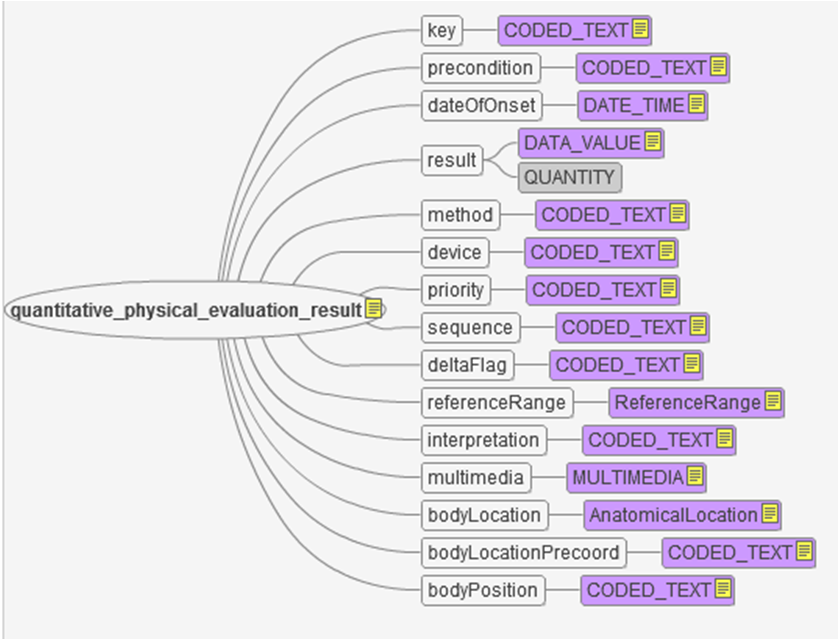 key CODED_TEXT
precondition CODED_TEXT
dateOfOnset DATE_TIME
DATA_VALUE
result
QUANTITY
method CODED_TEXT
device CODED_TEXT
priority CODED_TEXT
quantitative_physical_evaluation_result
sequence CODED_TEXT
deltaFlag CODED_TEXT
referenceRange ReferenceRange
interpretation CODED_TEXT
multimedia MULTIMEDIA
bodyLocation AnatomicalLocation
bodyLocationPrecoord CODED_TEXT
bodyPosition CODED_TEXT